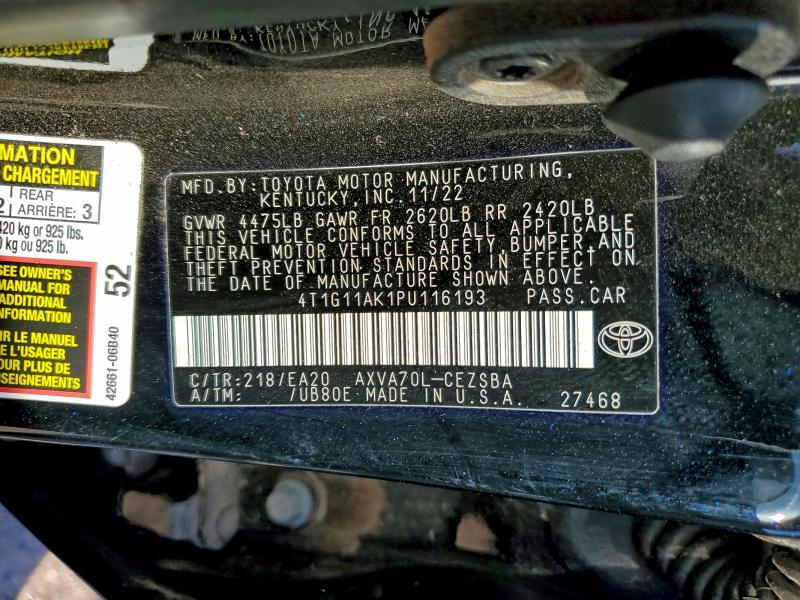 MATION
CHARGEMENT
REAR
2 ARRIÈRE: 3
420 kg or 925 lbs.
0 kg ou 925 lb.
SEE OWNER'S
MANUAL FOR
ADDITIONAL
INFORMATION
IR LE MANUEL
E L'USAGER
POUR PLUS DE
NSEIGNEMENTS
52
42661-06B40
MFD.BY:TOYOTA MOTOR MANUFACTURING,
KENTUCKY,INC.11/22
GVWR 4475LB GAWR FR 2620LB RR 2420LB
THIS VEHICLE CONFORMS TO ALL APPLICABLE
FEDERAL MOTOR VEHICLE SAFETY,BUMPER,AND
THEFT PREVENTION STANDARDS IN EFFECT ON
THE DATE OF MANUFACTURE SHOWN ABOVE.
4T1G11AK1PU116193 PASS.CAR
C/TR:218/EA20 AXVA70L-CEZSBA
A/TM: /UB80E MADE IN U.S.A. 27468